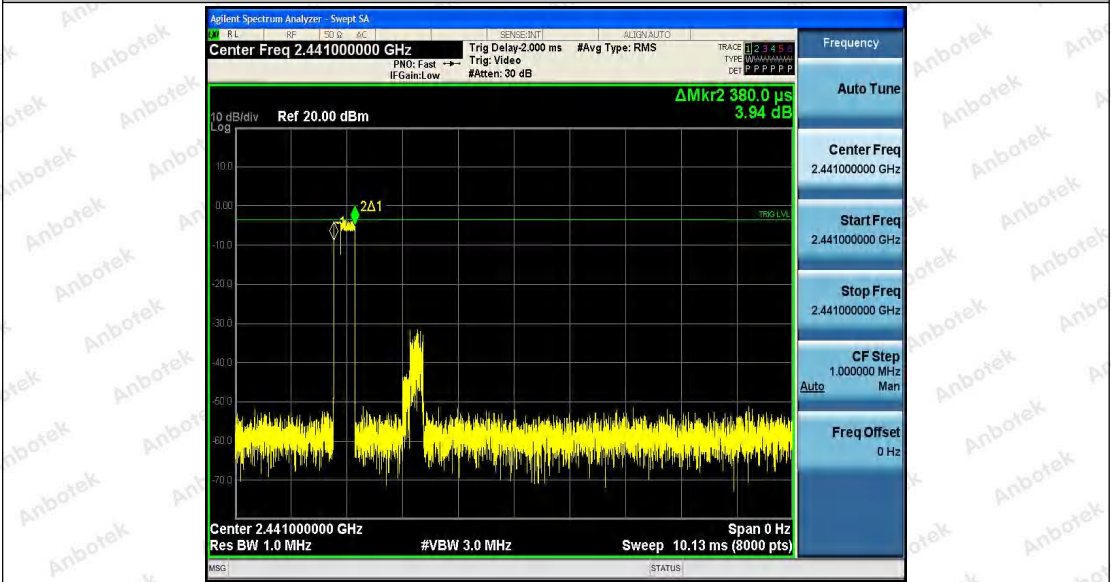 Agilent Spectrum Analyzer - Swept SA
RL RF 50 Ω AC SENSE:INT ALIGN AUTO
Center Freq 2.441000000 GHz
PNO: Fast
IFGain:Low
Trig Delay-2.000 ms
Trig: Video
#Atten: 30 dB
#Avg Type: RMS
TRACE 1 2 3 4 5 6
TYPE
DET P P P P P P
ΔMkr2 380.0 µs
3.94 dB
10 dB/div
Log
Ref 20.00 dBm
10.0
0.00
-10.0
-20.0
-30.0
-40.0
-50.0
-60.0
-70.0
2Δ1
1
TRIG LVL
Center 2.441000000 GHz
Span 0 Hz
Res BW 1.0 MHz
#VBW 3.0 MHz
Sweep 10.13 ms (8000 pts)
MSG
STATUS
Frequency
Auto Tune
Center Freq
2.441000000 GHz
Start Freq
2.441000000 GHz
Stop Freq
2.441000000 GHz
CF Step
1.000000 MHz
Auto Man
Freq Offset
0 Hz
Anbotek